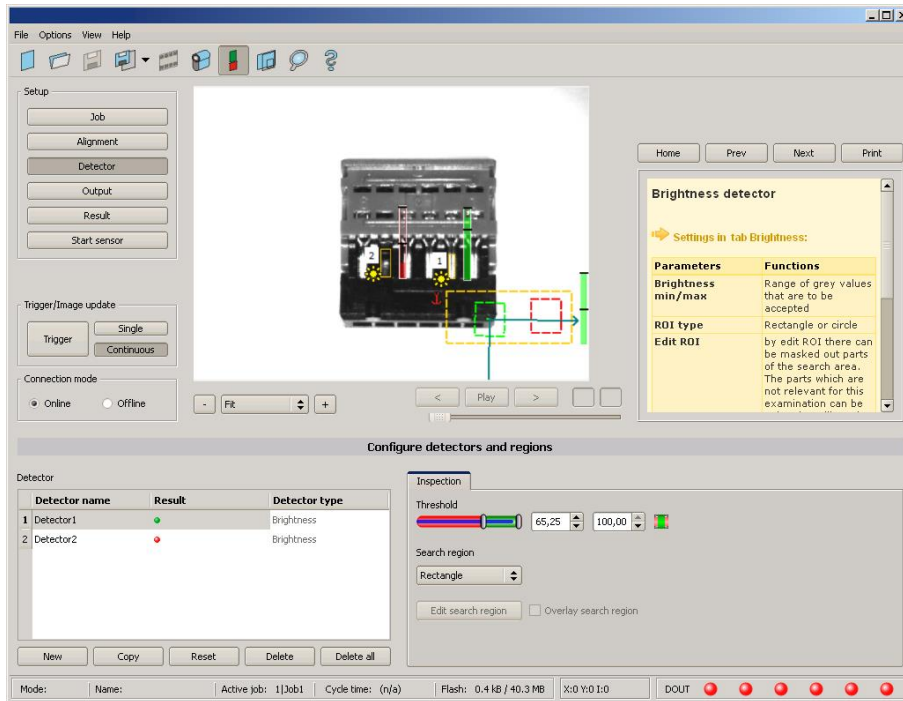 File Options View Help
Setup
Job
Alignment
Detector
Output
Result
Start sensor
Trigger/Image update
Trigger
Single
Continuous
Connection mode
Online Offline
- Fit +
< Play >
2
1
Home Prev Next Print
Brightness detector
Settings in tab Brightness:
Parameters Functions
Brightness min/max Range of grey values
that are to be
accepted
ROI type Rectangle or circle
Edit ROI by edit ROI there can
be masked out parts
of the search area.
The parts which are
not relevant for this
examination can be
Configure detectors and regions
Detector
Detector name Result Detector type
1 Detector1 Brightness
2 Detector2 Brightness
New Copy Reset Delete Delete all
Inspection
Threshold
65,25 100,00
Search region
Rectangle
Edit search region Overlay search region
Mode: Name: Active job: 1|Job1 Cycle time: (n/a) Flash: 0.4 kB / 40.3 MB X:0 Y:0 I:0 DOUT